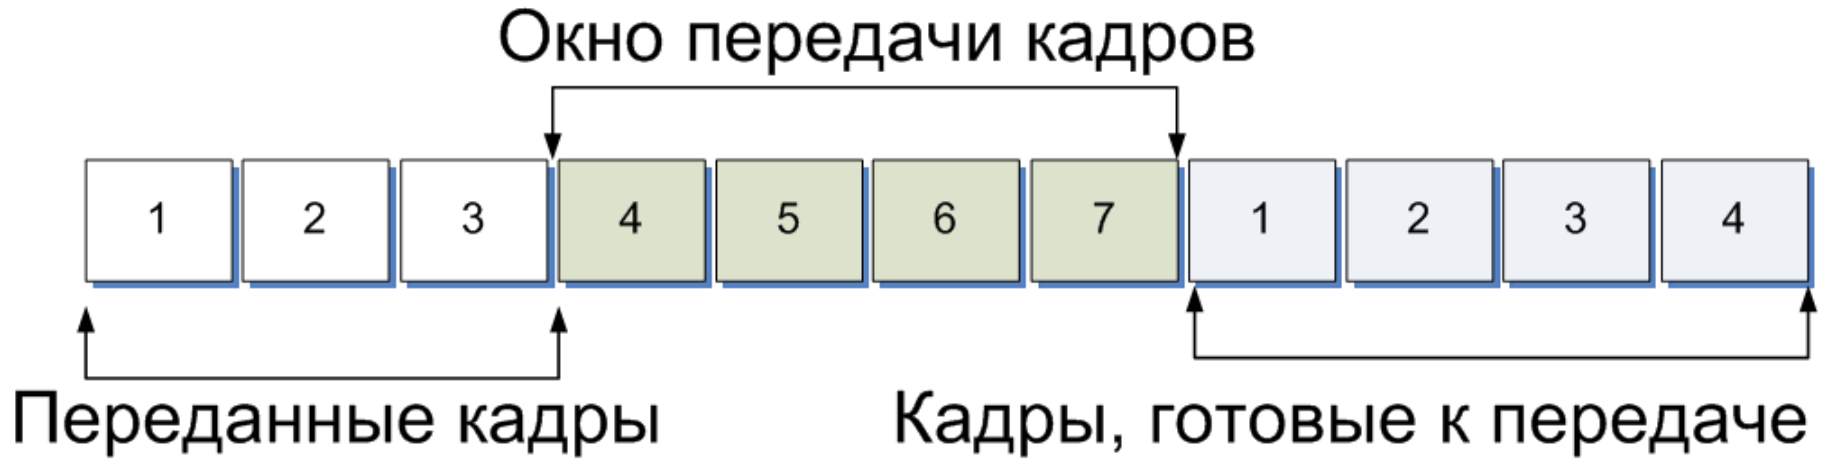 Окно передачи кадров
1 2 3 4 5 6 7 1 2 3 4
Переданные кадры
Кадры, готовые к передаче